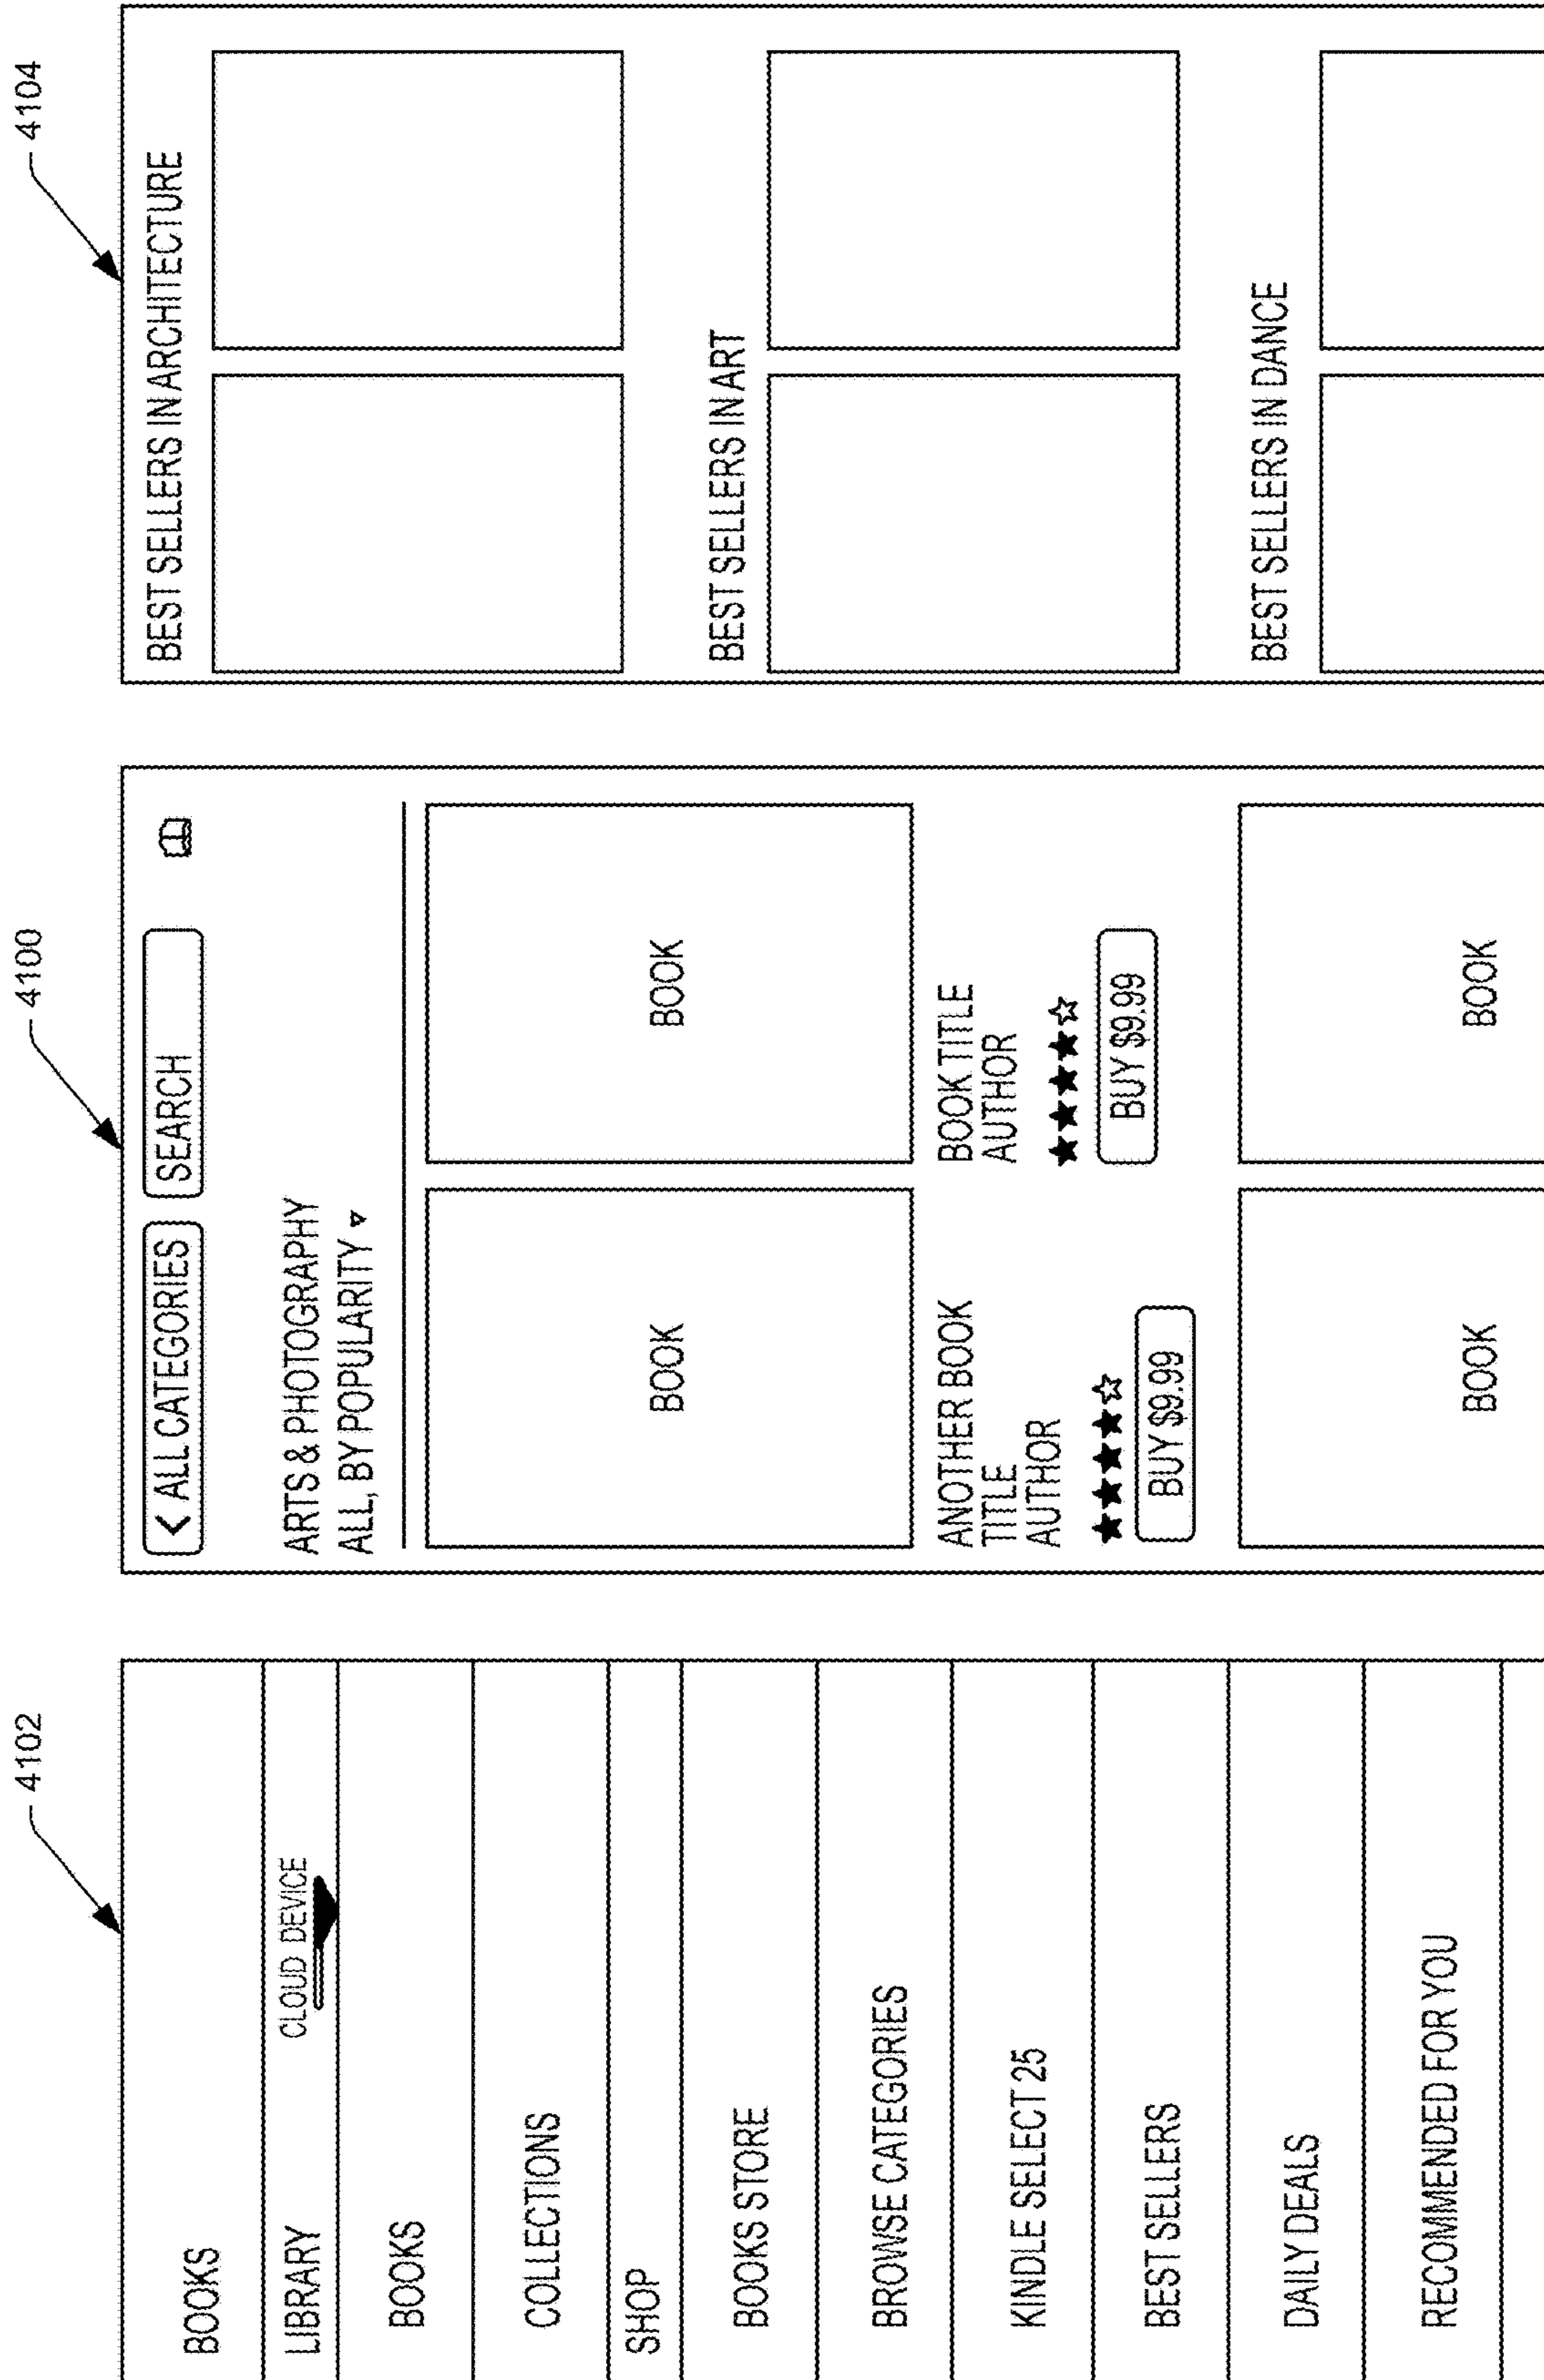 4102
BOOKS
LIBRARY CLOUD DEVICE
BOOKS
COLLECTIONS
SHOP
BOOKS STORE
BROWSE CATEGORIES
KINDLE SELECT 25
BEST SELLERS
DAILY DEALS
RECOMMENDED FOR YOU
4100
< ALL CATEGORIES SEARCH
ARTS & PHOTOGRAPHY
ALL, BY POPULARITY
BOOK BOOK
ANOTHER BOOK
TITLE
AUTHOR
BUY $9.99
BOOK TITLE
AUTHOR
BUY $9.99
BOOK BOOK
4104
BEST SELLERS IN ARCHITECTURE
BEST SELLERS IN ART
BEST SELLERS IN DANCE